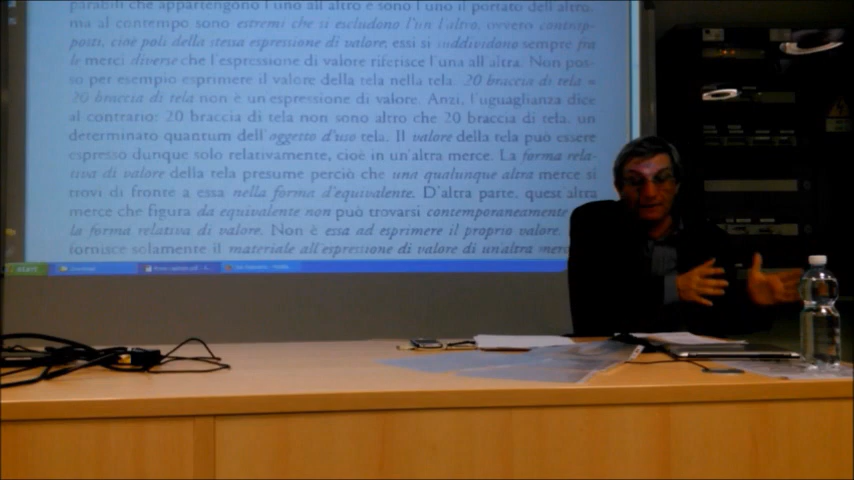 parabili che appartengono l'uno all'altro e sono l'uno il portato dell'altro,
ma al contempo sono estremi che si escludono l'un l'altro, ovvero contrap-
posti, cioè poli della stessa espressione di valore, essi si suddividono sempre fra
le merci diverse che l'espressione di valore riferisce l'una all'altra. Non pos-
so per esempio esprimere il valore della tela nella tela. 20 braccia di tela =
20 braccia di tela non è un'espressione di valore. Anzi, l'uguaglianza dice
al contrario: 20 braccia di tela non sono altro che 20 braccia di tela, un
determinato quantum dell'oggetto d'uso tela. Il valore della tela può essere
espresso dunque solo relativamente, cioè in un'altra merce. La forma rela-
tiva di valore della tela presume perciò che una qualunque altra merce si
trovi di fronte a essa nella forma d'equivalente. D'altra parte, quest'altra
merce che figura da equivalente non può trovarsi contemporaneamente
la forma relativa di valore. Non è essa ad esprimere il proprio valore.
fornisce solamente il materiale all'espressione di valore di un'altra merc